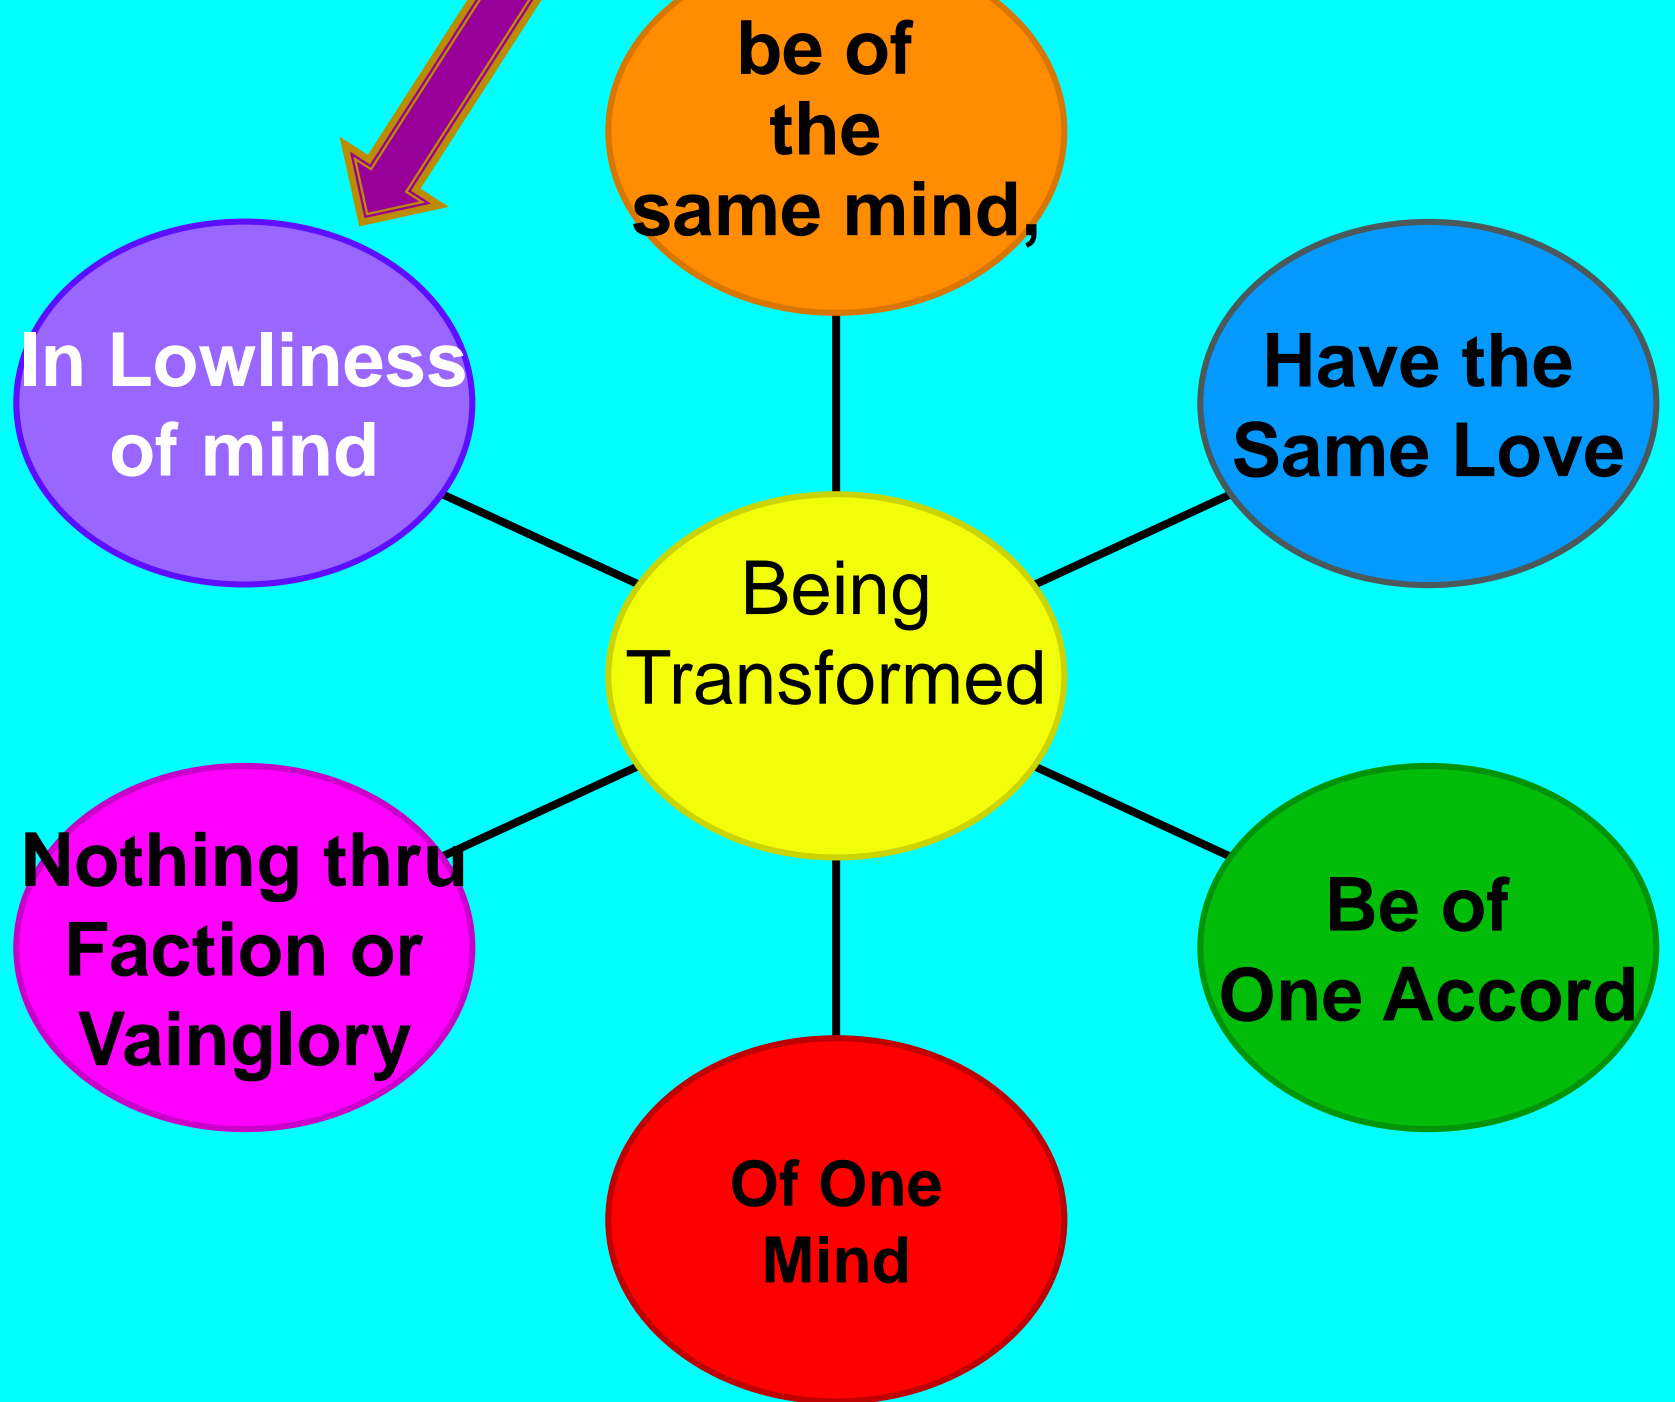 be of
the
same mind,
In Lowliness
of mind
Have the
Same Love
Being
Transformed
Nothing thru
Faction or
Vainglory
Be of
One Accord
Of One
Mind